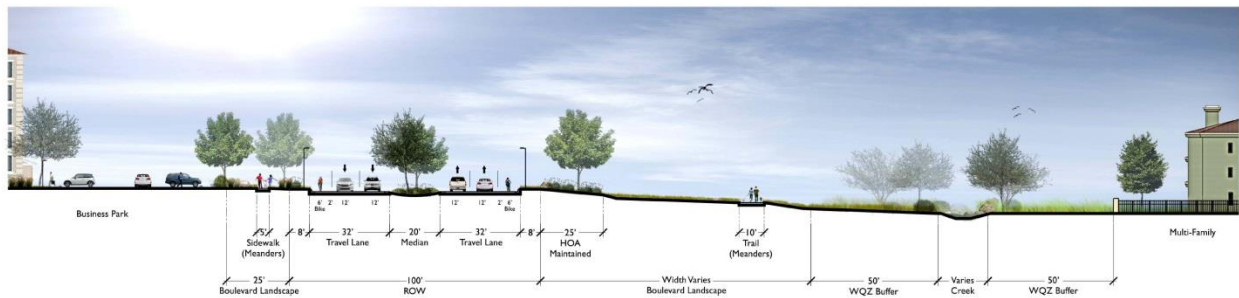 6' 2' 12' 12' 12' 12' 2' 6'
Bike Bike
Business Park
Multi-Family
5' 8' 32' 20' 32' 8' 25' 10'
Sidewalk
(Meanders)
Travel Lane
Median
Travel Lane
HOA
Maintained
Trail
(Meanders)
25'
Boulevard Landscape
100'
ROW
Width Varies
Boulevard Landscape
50'
WQZ Buffer
Varies
Creek
50'
WQZ Buffer